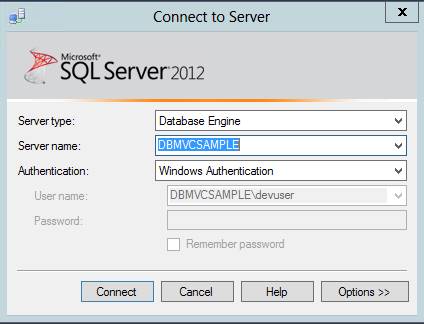 Connect to Server
x
Microsoft®
SQL Server® 2012
Server type: Database Engine
Server name: DBMVCSAMPLE
Authentication: Windows Authentication
User name: DBMVCSAMPLE\devuser
Password:
Remember password
Connect Cancel Help Options >>